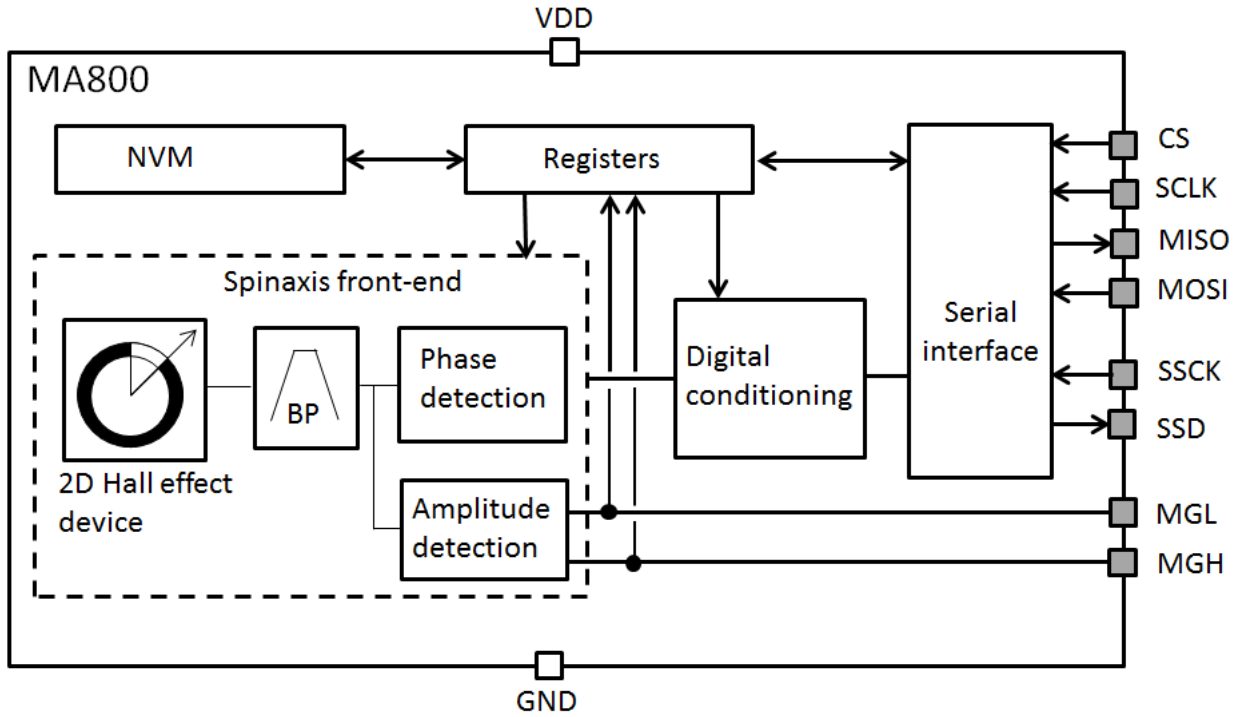 VDD
MA800
NVM
Registers
CS
SCLK
MISO
MOSI
SSCK
SSD
MGL
MGH
Serial
interface
Spinaxis front-end
Phase
detection
Digital
conditioning
BP
2D Hall effect
device
Amplitude
detection
GND